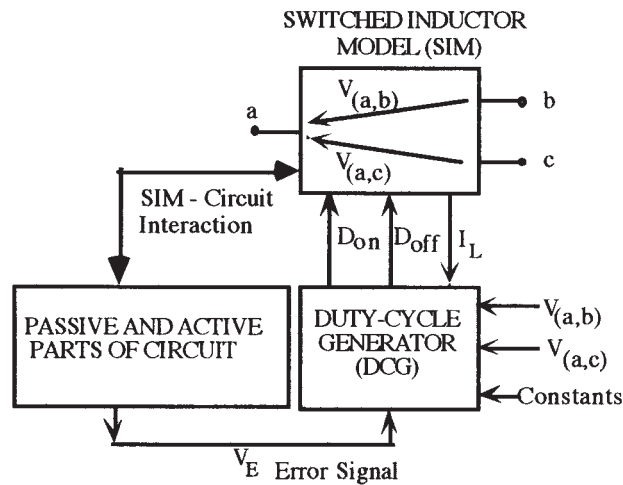 SWITCHED INDUCTOR
MODEL (SIM)
V(a,b)
a
b
V(a,c)
c
SIM - Circuit
Interaction
Don
Doff
IL
PASSIVE AND ACTIVE
PARTS OF CIRCUIT
DUTY-CYCLE
GENERATOR
(DCG)
V(a,b)
V(a,c)
Constants
VE Error Signal